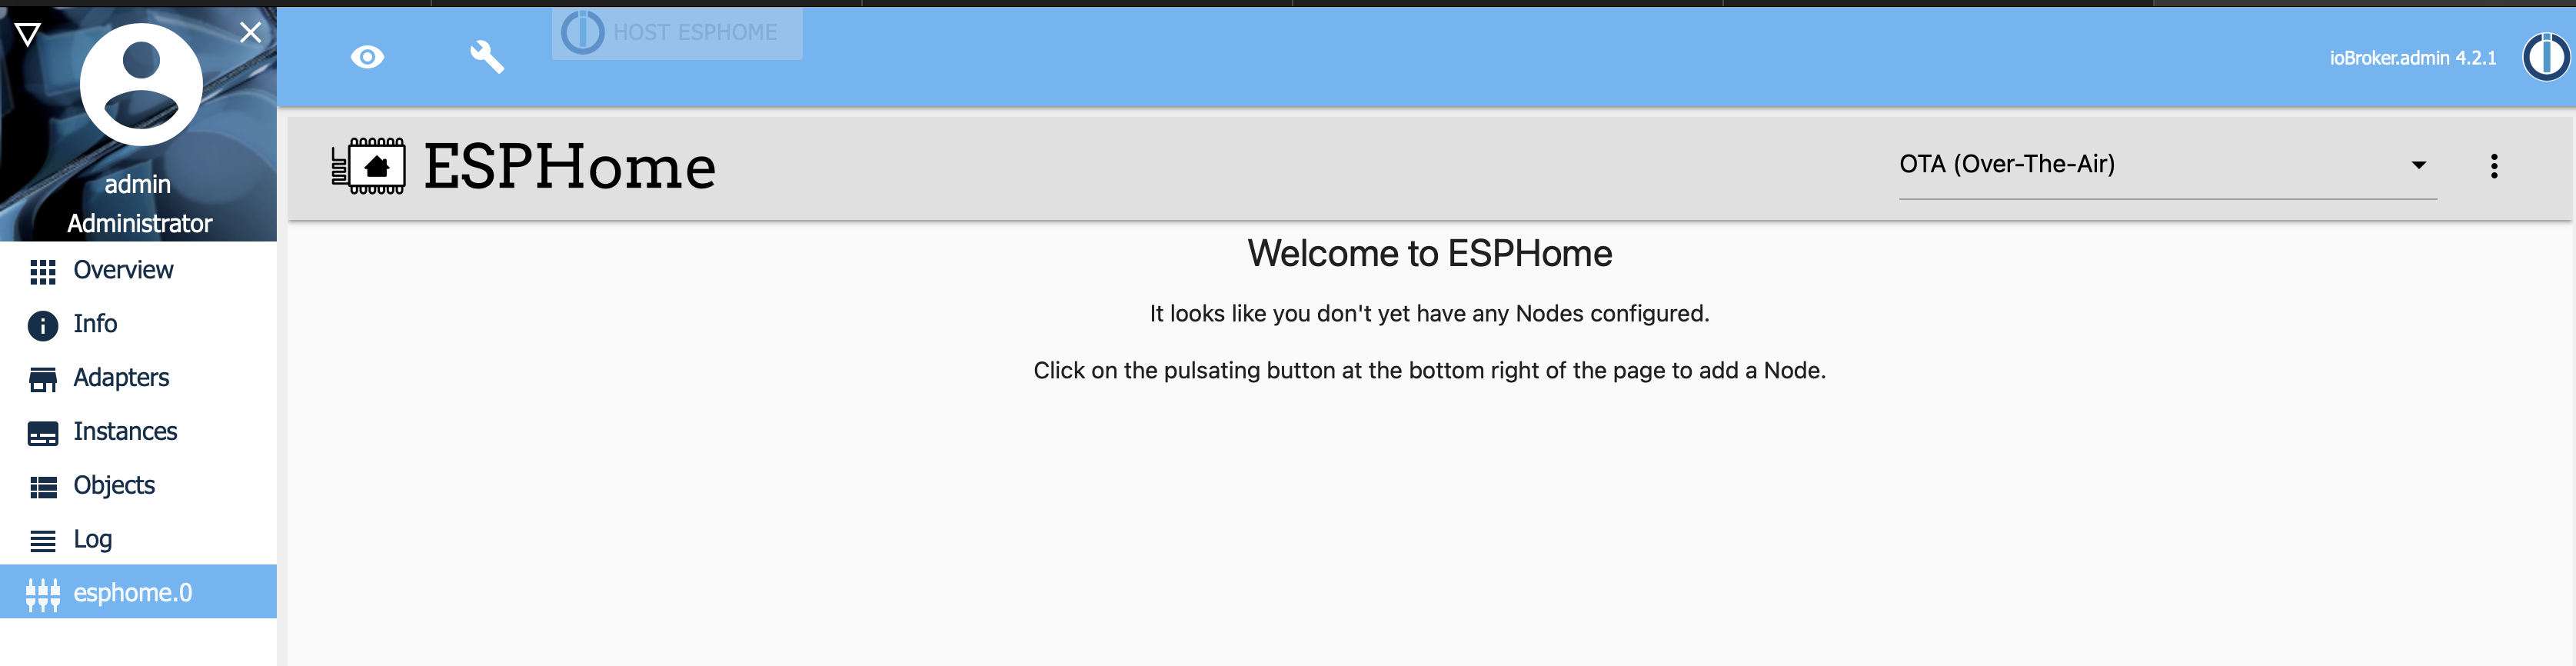 HOST ESPHOME
ioBroker.admin 4.2.1
admin
Administrator
Overview
Info
Adapters
Instances
Objects
Log
esphome.0
ESPHome
OTA (Over-The-Air)
Welcome to ESPHome
It looks like you don't yet have any Nodes configured.
Click on the pulsating button at the bottom right of the page to add a Node.